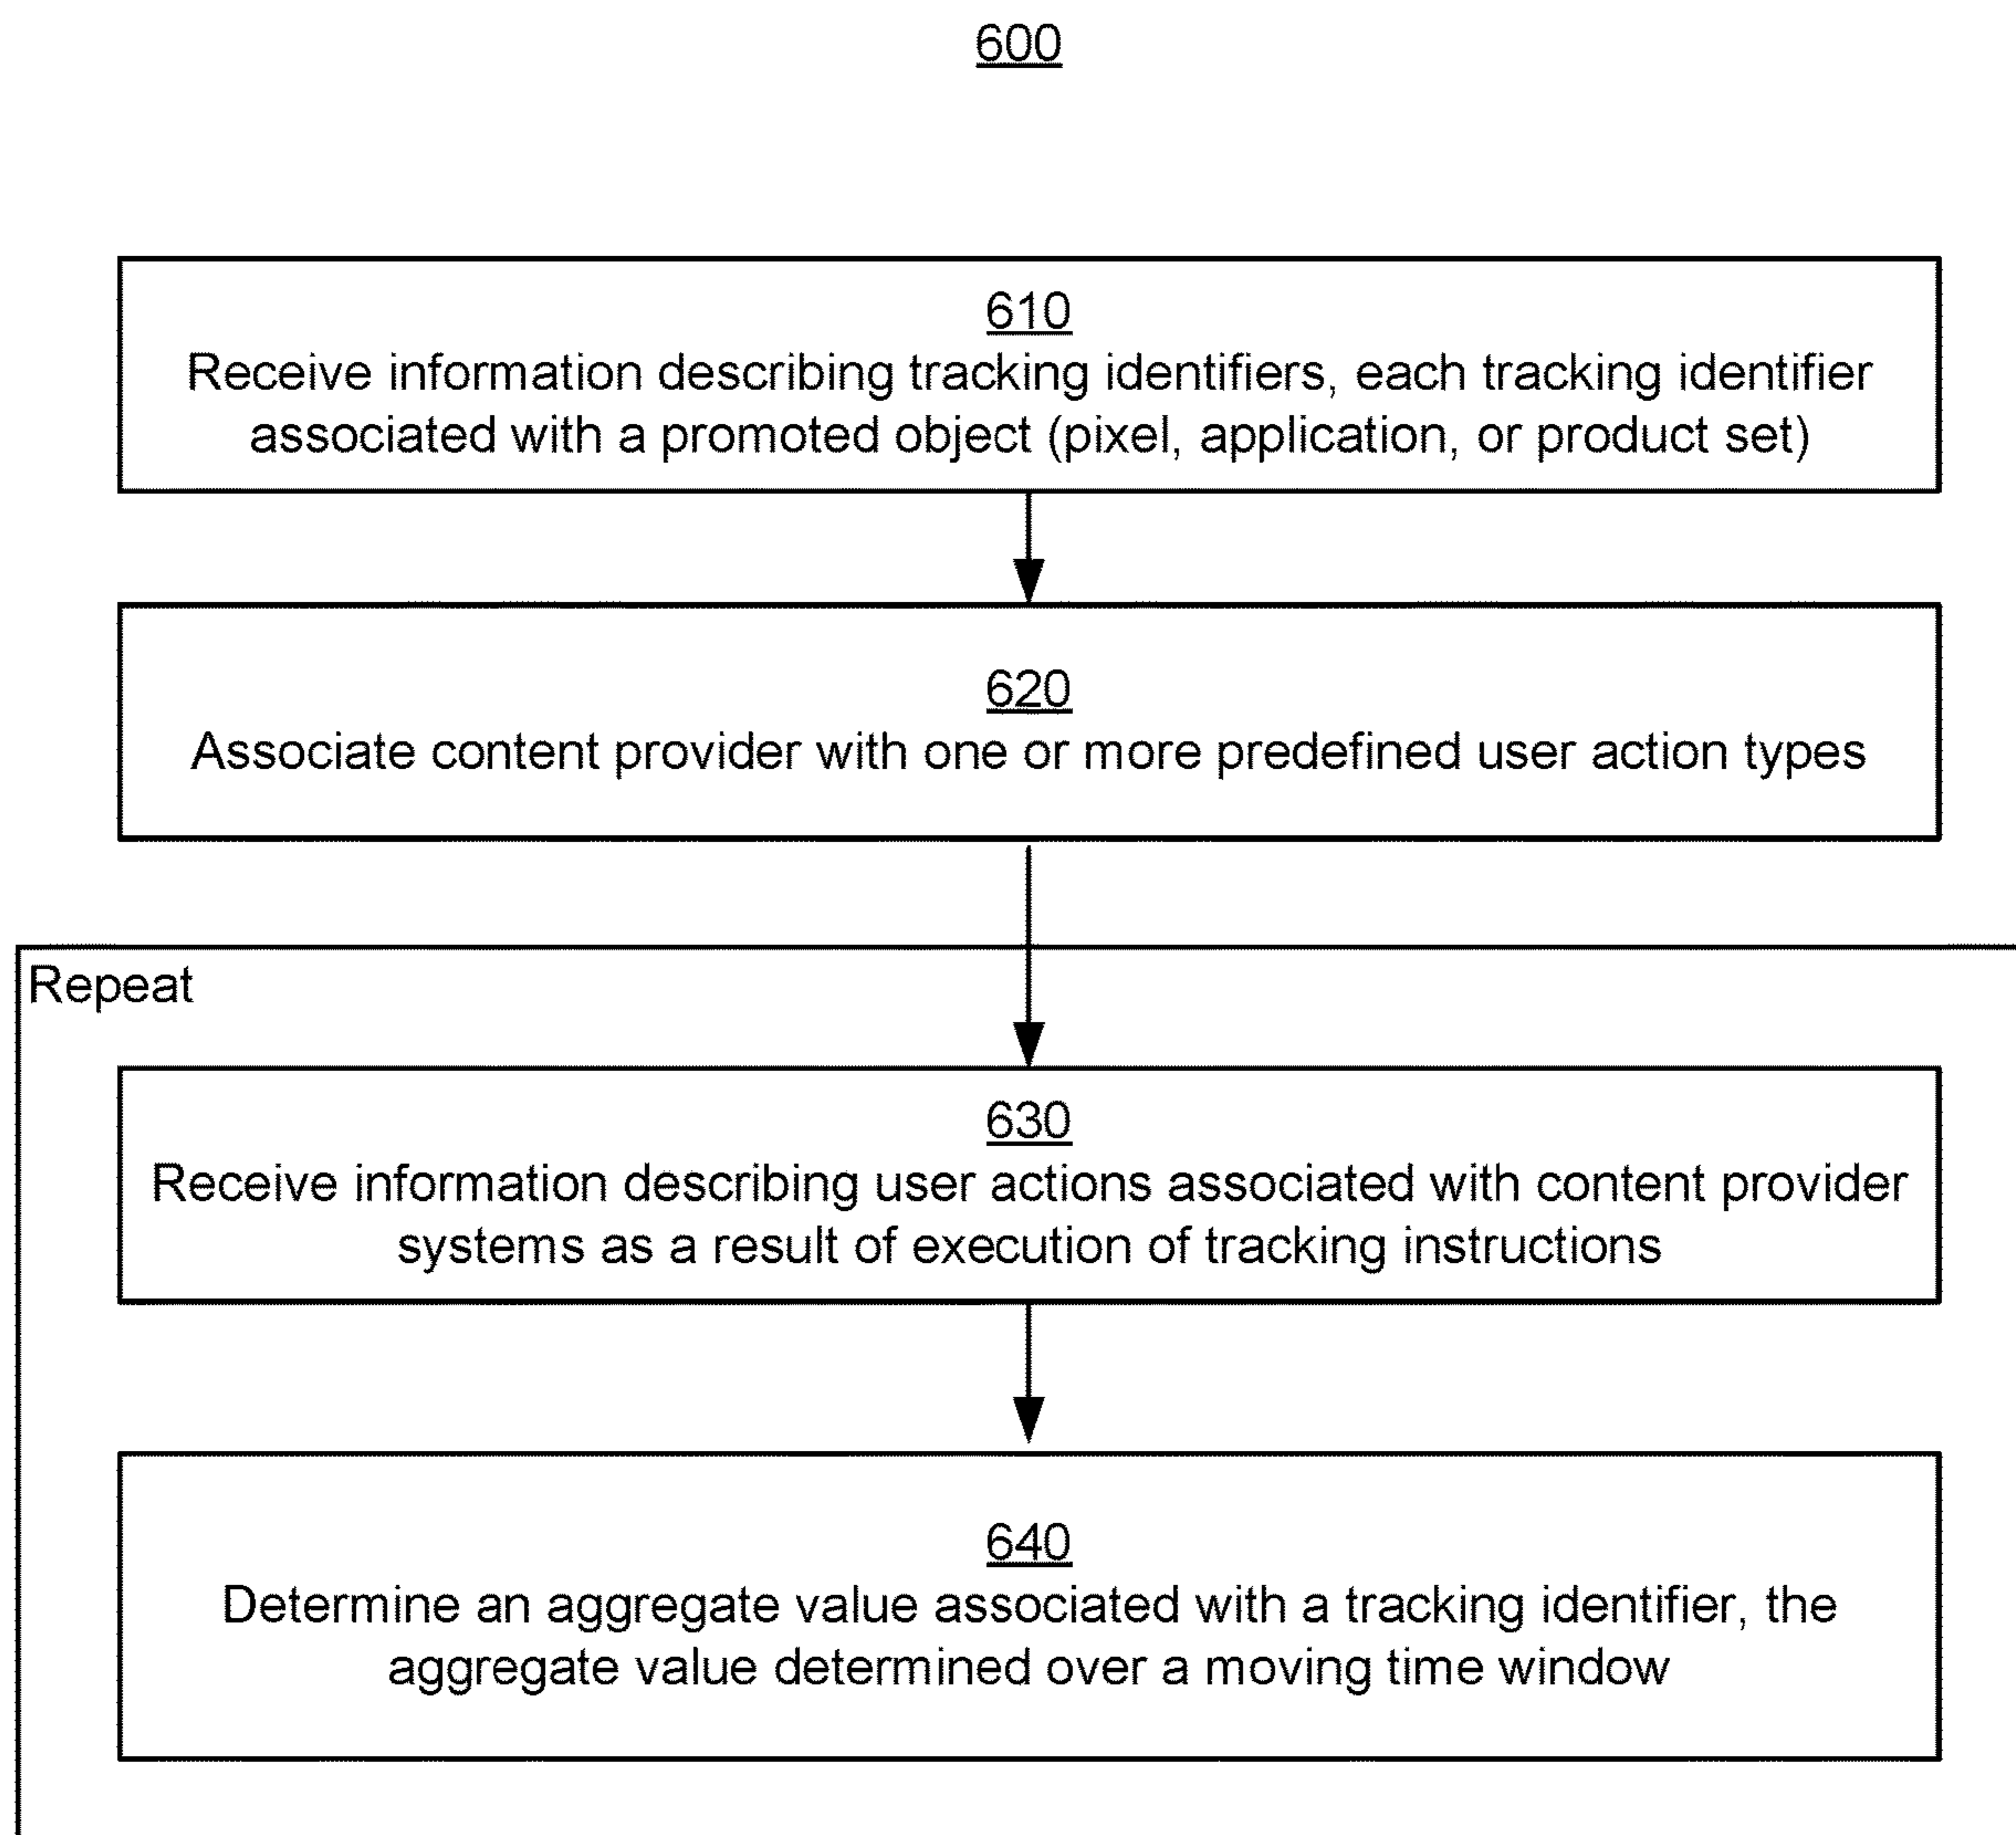 600
610
Receive information describing tracking identifiers, each tracking identifier
associated with a promoted object (pixel, application, or product set)
620
Associate content provider with one or more predefined user action types
Repeat
630
Receive information describing user actions associated with content provider
systems as a result of execution of tracking instructions
640
Determine an aggregate value associated with a tracking identifier, the
aggregate value determined over a moving time window